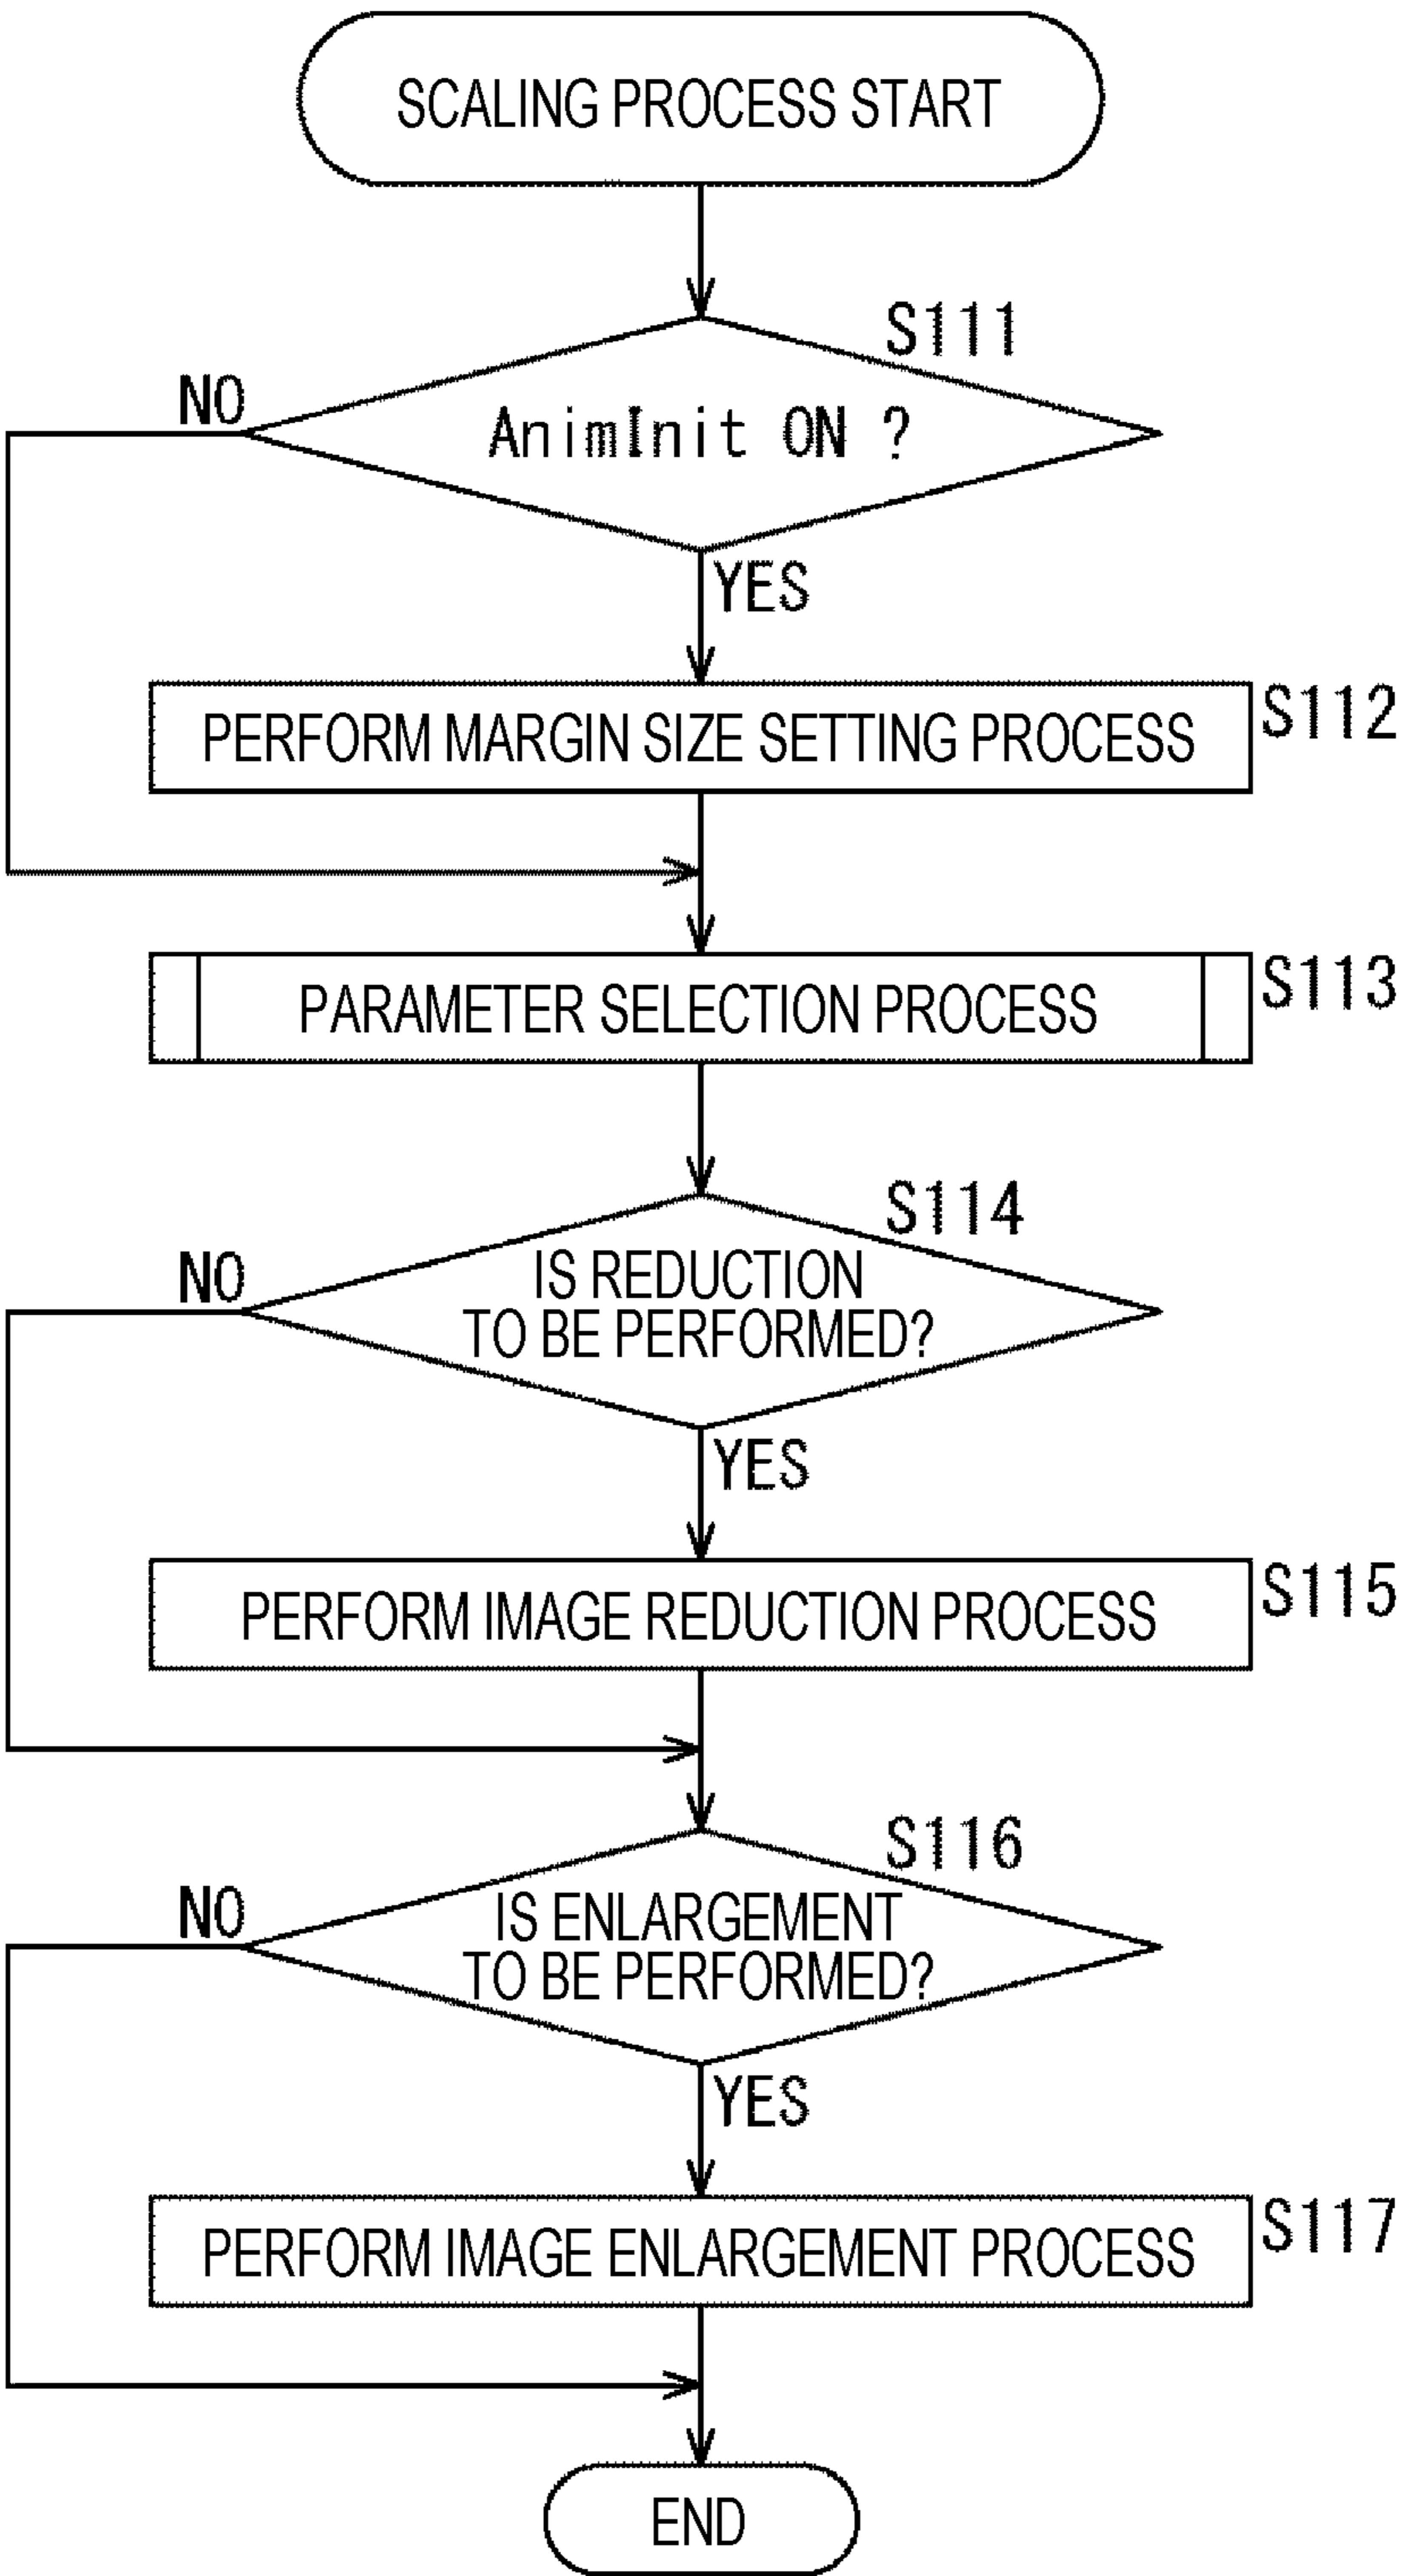 SCALING PROCESS START
S111
NO
AnimInit ON ?
YES
PERFORM MARGIN SIZE SETTING PROCESS
S112
PARAMETER SELECTION PROCESS
S113
S114
NO
IS REDUCTION
TO BE PERFORMED?
YES
PERFORM IMAGE REDUCTION PROCESS
S115
S116
NO
IS ENLARGEMENT
TO BE PERFORMED?
YES
PERFORM IMAGE ENLARGEMENT PROCESS
S117
END